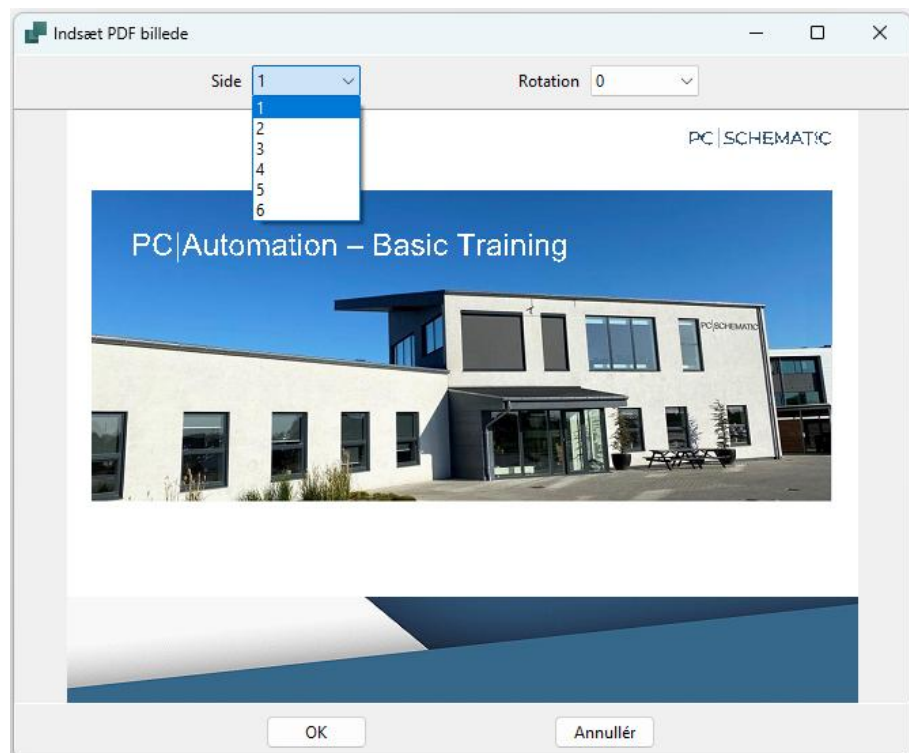 Indsæt PDF billede
Side 1 Rotation 0
1
2
3
4
5
6
PC|SCHEMATIC
PC|Automation – Basic Training
PC|SCHEMATIC
OK Annullér